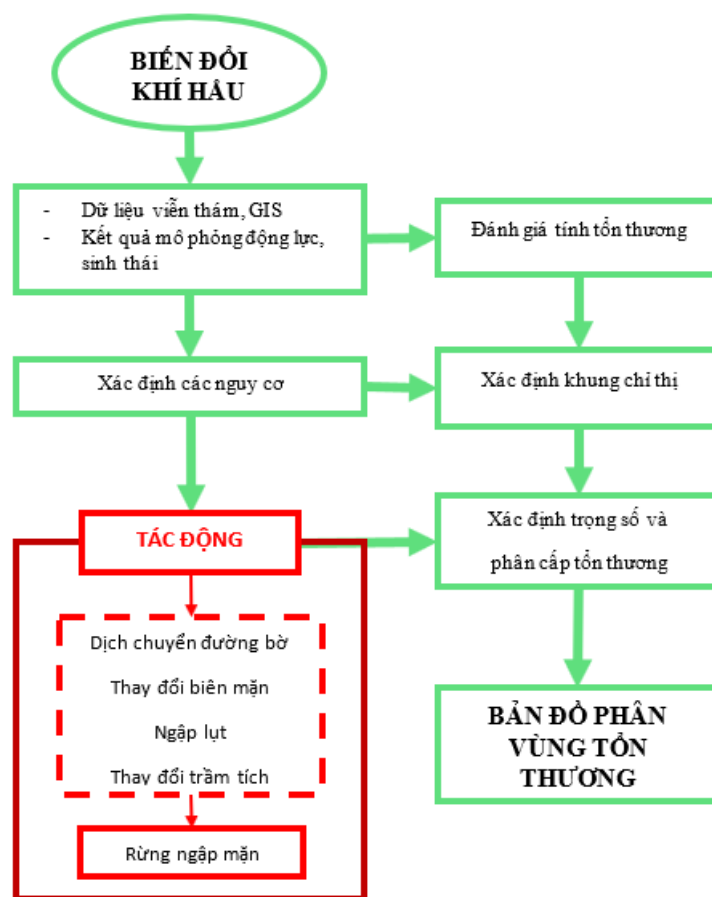 BIẾN ĐỔI
KHÍ HẬU
- Dữ liệu viễn thám, GIS
- Kết quả mô phỏng động lực,
sinh thái
Đánh giá tính tổn thương
Xác định các nguy cơ
Xác định khung chỉ thị
TÁC ĐỘNG
Xác định trọng số và
phân cấp tổn thương
Dịch chuyển đường bờ
Thay đổi biên mặn
Ngập lụt
Thay đổi trầm tích
Rừng ngập mặn
BẢN ĐỒ PHÂN
VÙNG TỔN
THƯƠNG